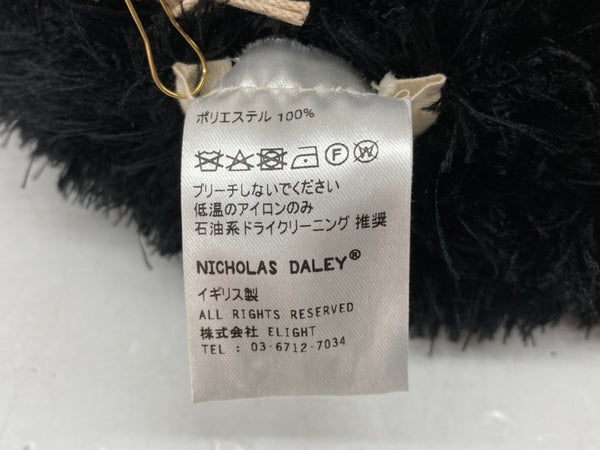 ポリエステル 100%
F W
ブリーチしないでください
低温のアイロンのみ
石油系ドライクリーニング 推奨
NICHOLAS DALEY®
イギリス製
ALL RIGHTS RESERVED
株式会社 ELIGHT
TEL : 03-6712-7034